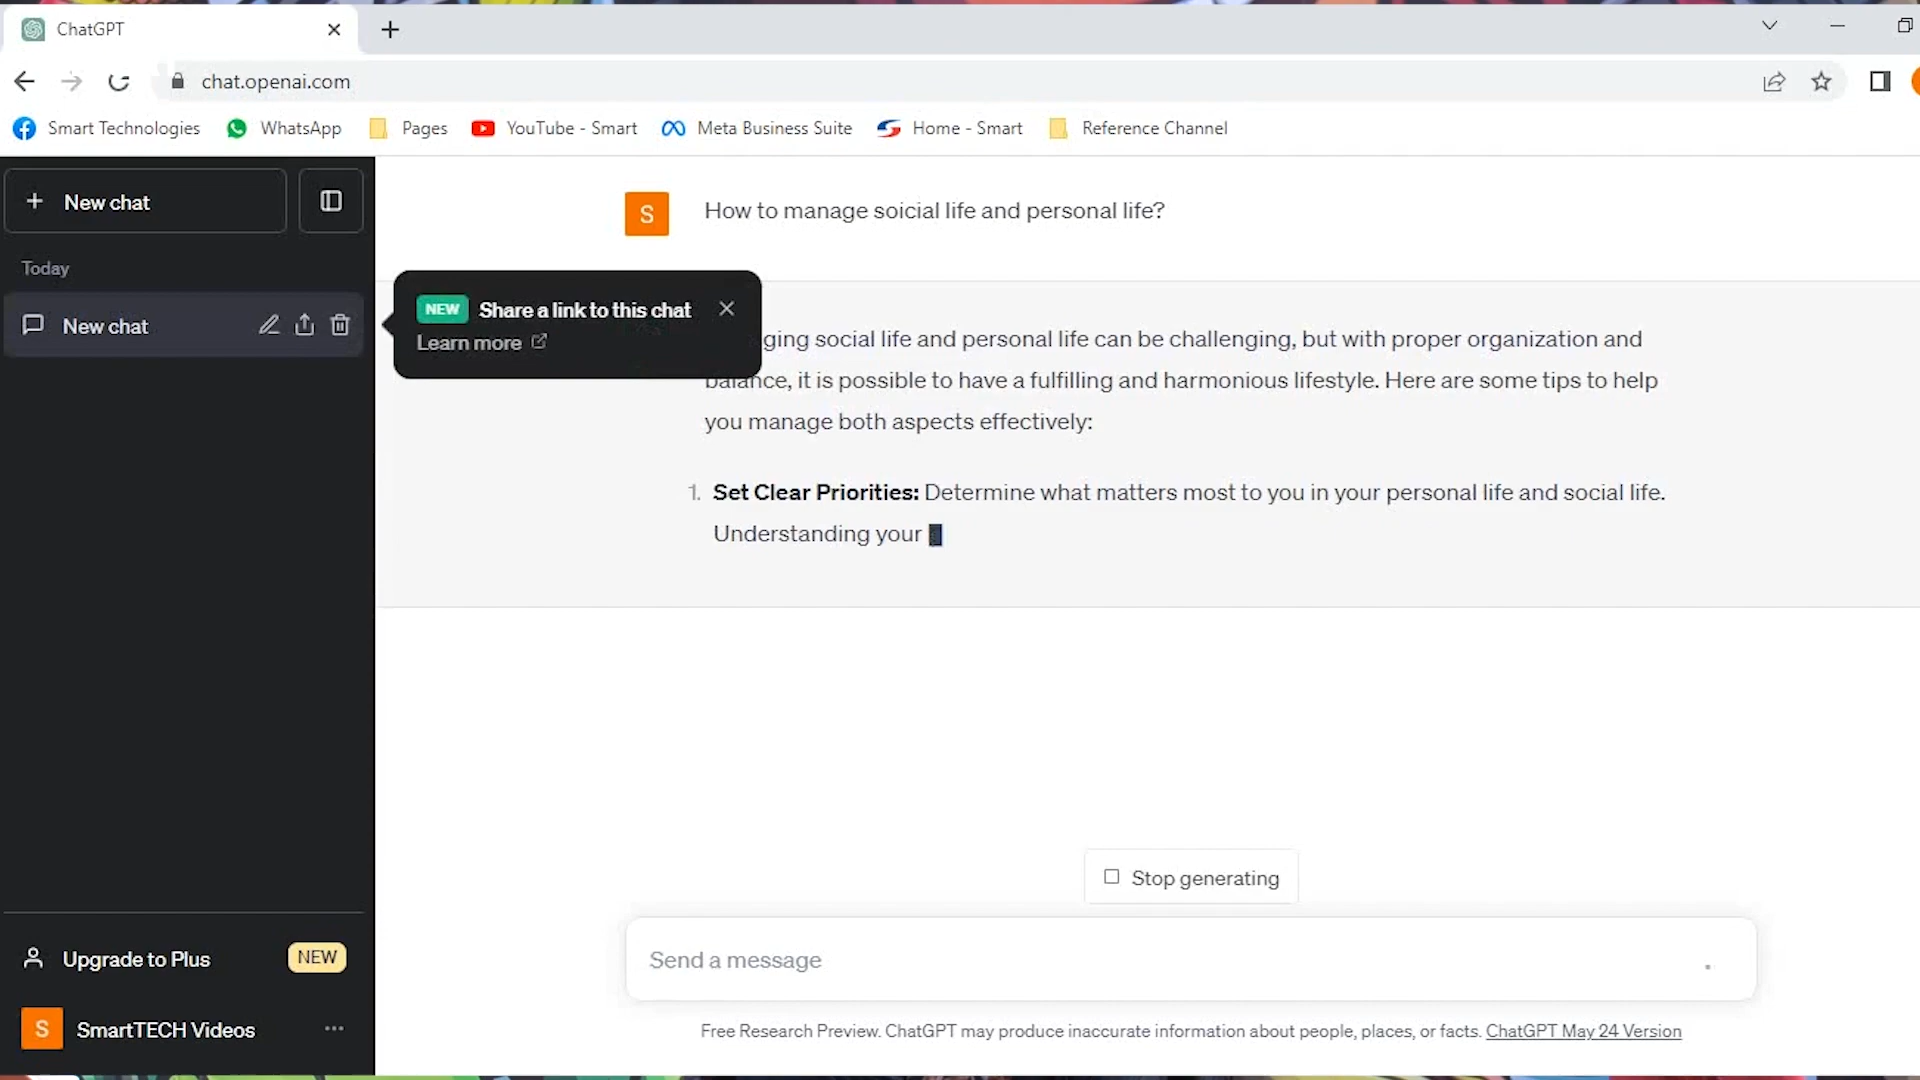 ChatGPT
chat.openai.com
Smart Technologies
WhatsApp
Pages
YouTube - Smart
Meta Business Suite
Home - Smart
Reference Channel
New chat
Today
New chat
S
How to manage soicial life and personal life?
NEW Share a link to this chat
Learn more
ging social life and personal life can be challenging, but with proper organization and
balance, it is possible to have a fulfilling and harmonious lifestyle. Here are some tips to help
you manage both aspects effectively:
1. Set Clear Priorities: Determine what matters most to you in your personal life and social life.
Understanding your
Stop generating
Send a message
Free Research Preview. ChatGPT may produce inaccurate information about people, places, or facts. ChatGPT May 24 Version
Upgrade to Plus NEW
S SmartTECH Videos